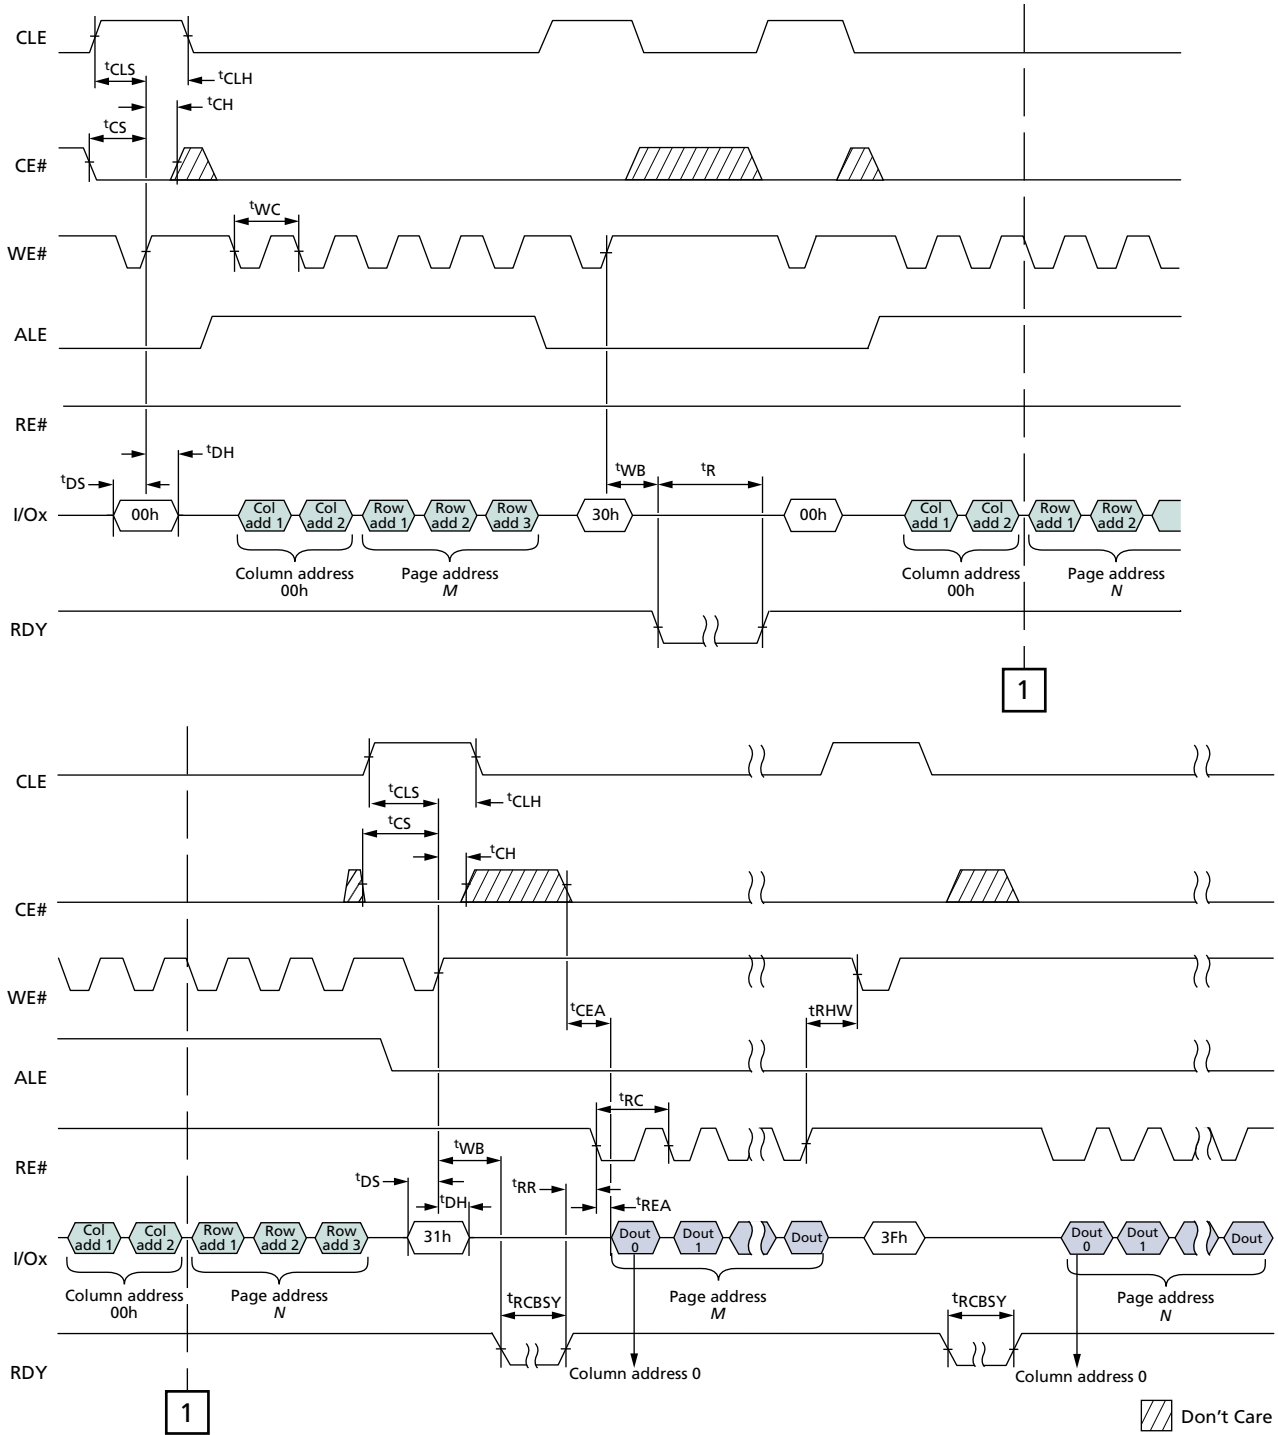 CLE
tCLS
tCLH
tCH
tCS
CE#
tWC
WE#
ALE
RE#
tDH
tDS
tWB
tR
I/Ox
00h
Col add 1
Col add 2
Row add 1
Row add 2
Row add 3
30h
00h
Col add 1
Col add 2
Row add 1
Row add 2
Column address
00h
Page address
M
Column address
00h
Page address
N
RDY
1
CLE
tCLS
tCLH
tCS
tCH
CE#
WE#
tCEA
tRHW
ALE
tRC
RE#
tWB
tDS
tDH
tRR
tREA
I/Ox
Col add 1
Col add 2
Row add 1
Row add 2
Row add 3
31h
Dout 0
Dout 1
Dout
3Fh
Dout 0
Dout 1
Dout
Column address
00h
Page address
N
tRCBSY
Page address
M
tRCBSY
Page address
N
RDY
Column address 0
Column address 0
1
Don't Care